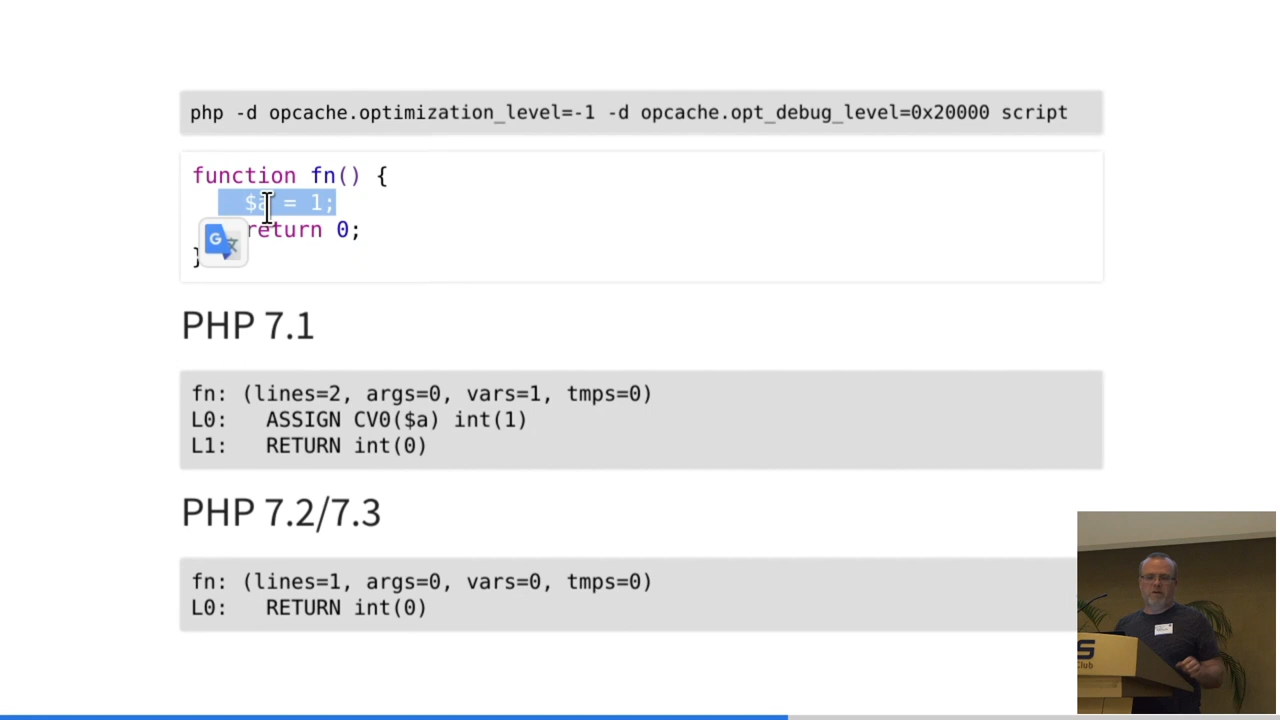 php -d opcache.optimization_level=-1 -d opcache.opt_debug_level=0x20000 script
function fn() {
$a = 1;
return 0;
}
PHP 7.1
fn: (lines=2, args=0, vars=1, tmps=0)
L0: ASSIGN CV0($a) int(1)
L1: RETURN int(0)
PHP 7.2/7.3
fn: (lines=1, args=0, vars=0, tmps=0)
L0: RETURN int(0)
S
Club